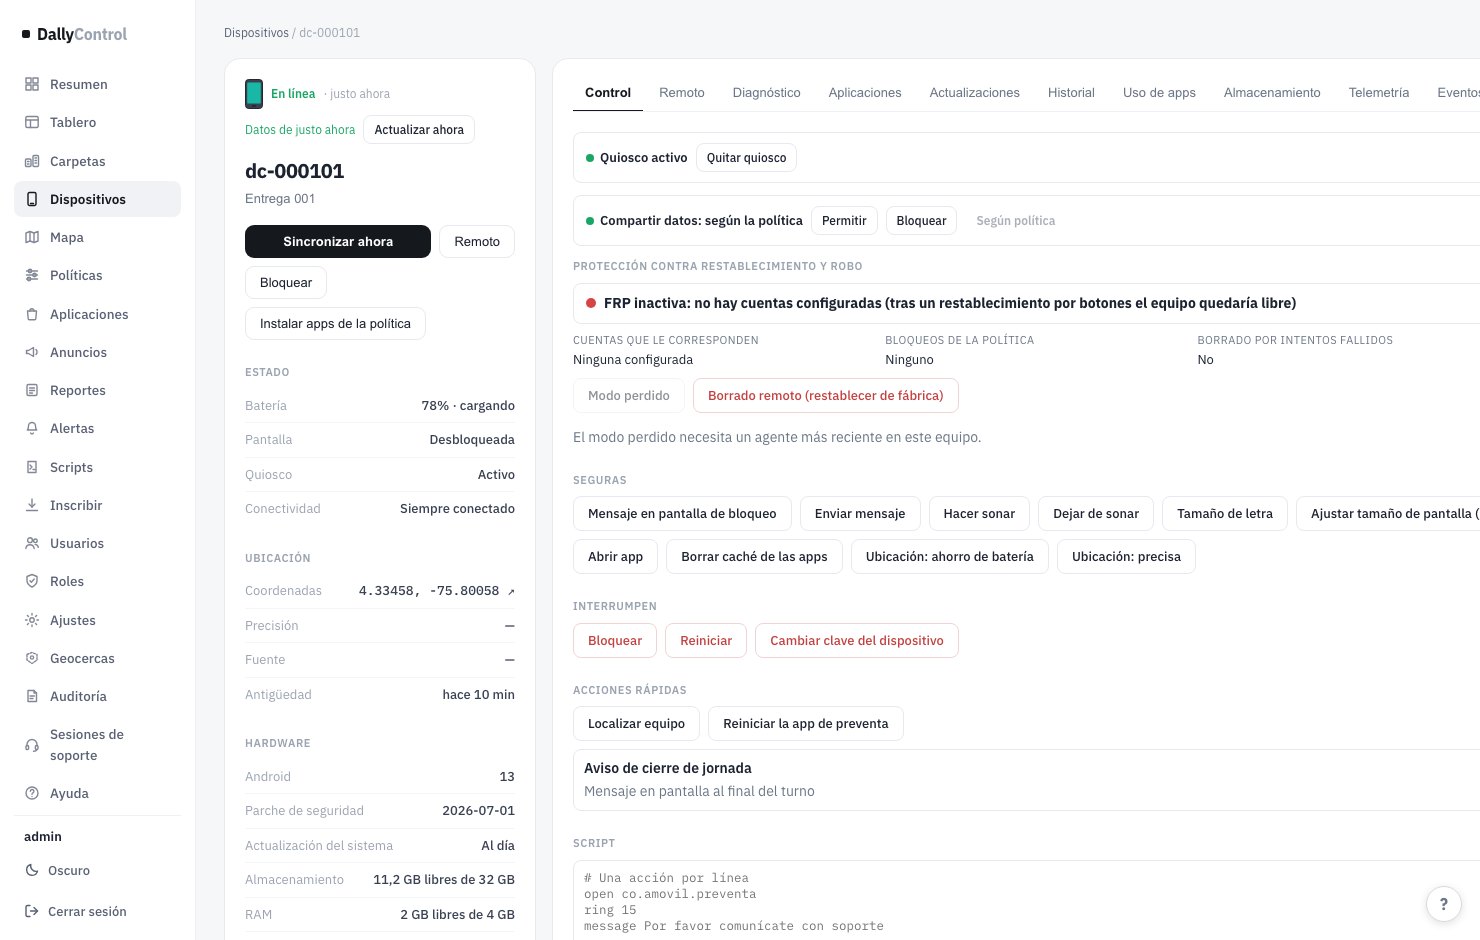 DallyControl
Resumen
Tablero
Carpetas
Dispositivos
Mapa
Políticas
Aplicaciones
Anuncios
Reportes
Alertas
Scripts
Inscribir
Usuarios
Roles
Ajustes
Geocercas
Auditoría
Sesiones de
soporte
Ayuda
admin
Oscuro
Cerrar sesión
Dispositivos / dc-000101
En línea · justo ahora
Datos de justo ahora Actualizar ahora
dc-000101
Entrega 001
Sincronizar ahora Remoto
Bloquear
Instalar apps de la política
ESTADO
Batería 78% · cargando
Pantalla Desbloqueada
Quiosco Activo
Conectividad Siempre conectado
UBICACIÓN
Coordenadas 4.33458, -75.80058 ↗
Precisión —
Fuente —
Antigüedad hace 10 min
HARDWARE
Android 13
Parche de seguridad 2026-07-01
Actualización del sistema Al día
Almacenamiento 11,2 GB libres de 32 GB
RAM 2 GB libres de 4 GB
Control Remoto Diagnóstico Aplicaciones Actualizaciones Historial Uso de apps Almacenamiento Telemetría Eventos
Quiosco activo Quitar quiosco
Compartir datos: según la política Permitir Bloquear Según política
PROTECCIÓN CONTRA RESTABLECIMIENTO Y ROBO
FRP inactiva: no hay cuentas configuradas (tras un restablecimiento por botones el equipo quedaría libre)
CUENTAS QUE LE CORRESPONDEN BLOQUEOS DE LA POLÍTICA BORRADO POR INTENTOS FALLIDOS
Ninguna configurada Ninguno No
Modo perdido Borrado remoto (restablecer de fábrica)
El modo perdido necesita un agente más reciente en este equipo.
SEGURAS
Mensaje en pantalla de bloqueo Enviar mensaje Hacer sonar Dejar de sonar Tamaño de letra Ajustar tamaño de pantalla (
Abrir app Borrar caché de las apps Ubicación: ahorro de batería Ubicación: precisa
INTERRUMPEN
Bloquear Reiniciar Cambiar clave del dispositivo
ACCIONES RÁPIDAS
Localizar equipo Reiniciar la app de preventa
Aviso de cierre de jornada
Mensaje en pantalla al final del turno
SCRIPT
# Una acción por línea
open co.amovil.preventa
ring 15
message Por favor comunícate con soporte
?